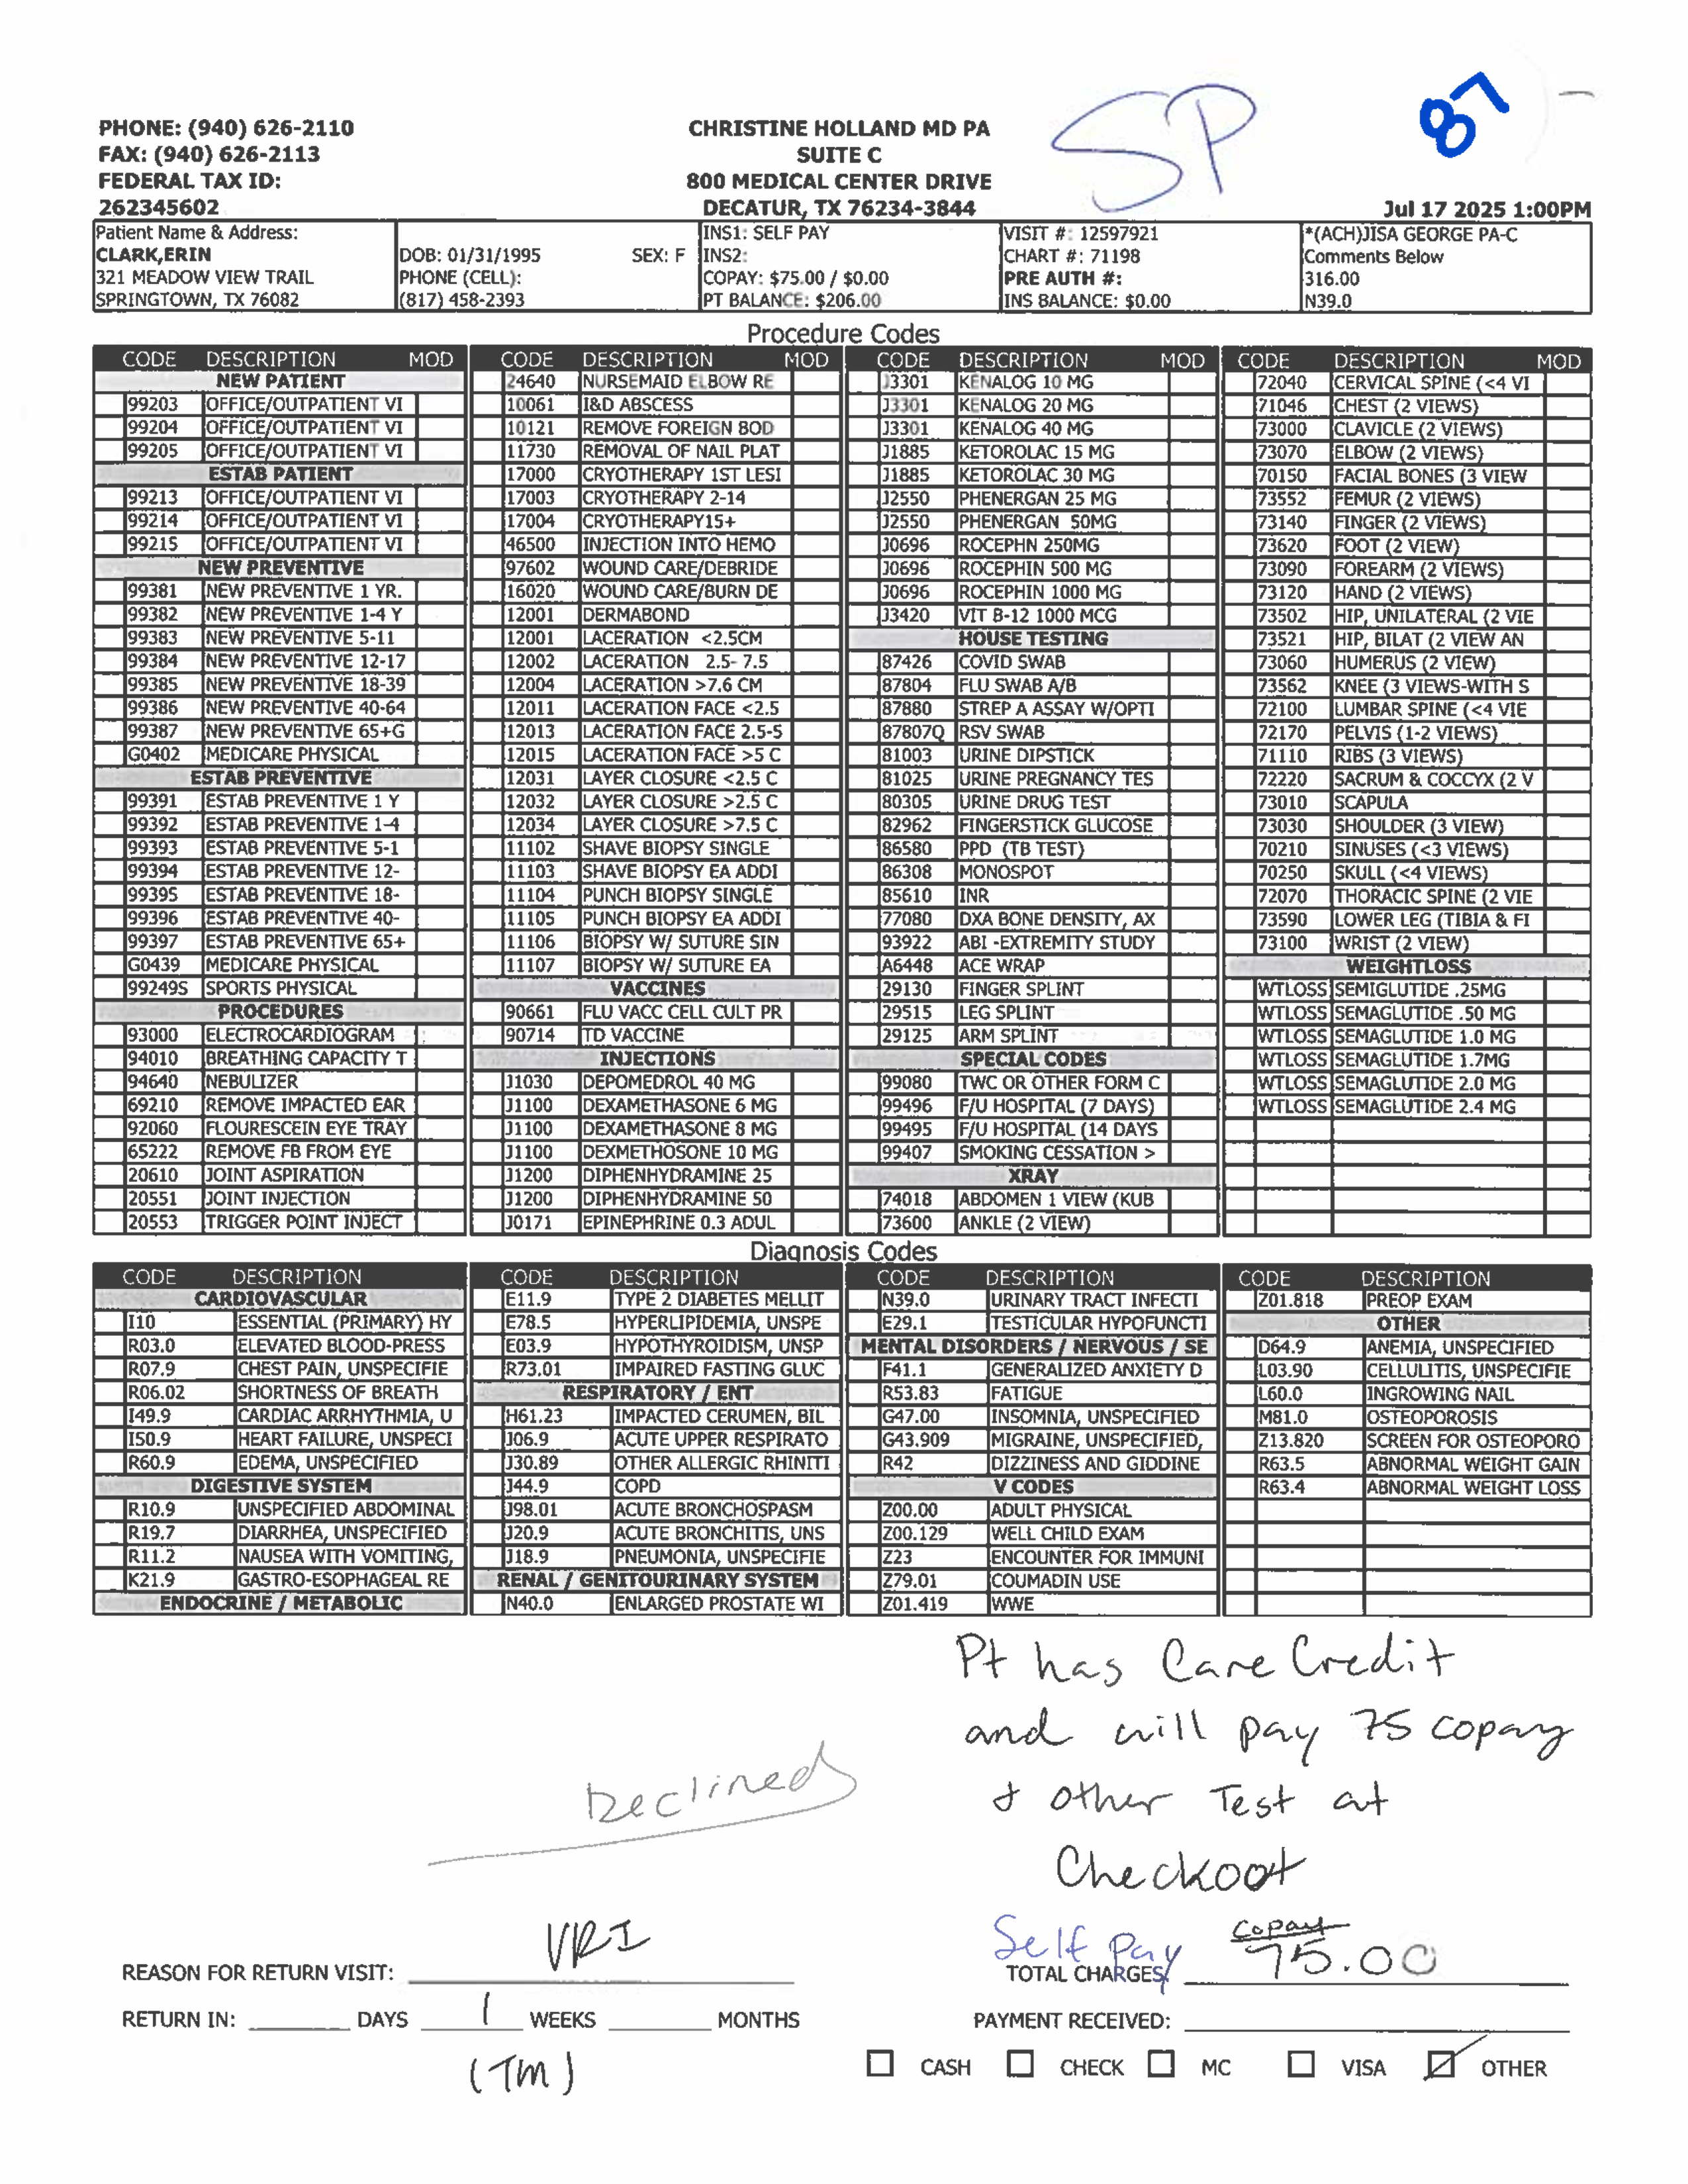 SP
87
PHONE: (940) 626-2110
FAX: (940) 626-2113
FEDERAL TAX ID:
262345602
CHRISTINE HOLLAND MD PA
SUITE C
800 MEDICAL CENTER DRIVE
DECATUR, TX 76234-3844
Jul 17 2025 1:00PM
Patient Name & Address:
CLARK,ERIN
321 MEADOW VIEW TRAIL
SPRINGTOWN, TX 76082
DOB: 01/31/1995 SEX: F
PHONE (CELL):
(817) 458-2393
INS1: SELF PAY
INS2:
COPAY: $75.00 / $0.00
PT BALANCE: $206.00
VISIT #: 12597921
CHART #: 71198
PRE AUTH #:
INS BALANCE: $0.00
*(ACH)JISA GEORGE PA-C
Comments Below
316.00
N39.0
Procedure Codes
CODE DESCRIPTION MOD
NEW PATIENT
99203 OFFICE/OUTPATIENT VI
99204 OFFICE/OUTPATIENT VI
99205 OFFICE/OUTPATIENT VI
ESTAB PATIENT
99213 OFFICE/OUTPATIENT VI
99214 OFFICE/OUTPATIENT VI
99215 OFFICE/OUTPATIENT VI
NEW PREVENTIVE
99381 NEW PREVENTIVE 1 YR.
99382 NEW PREVENTIVE 1-4 Y
99383 NEW PREVENTIVE 5-11
99384 NEW PREVENTIVE 12-17
99385 NEW PREVENTIVE 18-39
99386 NEW PREVENTIVE 40-64
99387 NEW PREVENTIVE 65+G
G0402 MEDICARE PHYSICAL
ESTAB PREVENTIVE
99391 ESTAB PREVENTIVE 1 Y
99392 ESTAB PREVENTIVE 1-4
99393 ESTAB PREVENTIVE 5-1
99394 ESTAB PREVENTIVE 12-
99395 ESTAB PREVENTIVE 18-
99396 ESTAB PREVENTIVE 40-
99397 ESTAB PREVENTIVE 65+
G0439 MEDICARE PHYSICAL
99249S SPORTS PHYSICAL
PROCEDURES
93000 ELECTROCARDIOGRAM
94010 BREATHING CAPACITY T
94640 NEBULIZER
69210 REMOVE IMPACTED EAR
92060 FLOURESCEIN EYE TRAY
65222 REMOVE FB FROM EYE
20610 JOINT ASPIRATION
20551 JOINT INJECTION
20553 TRIGGER POINT INJECT
CODE DESCRIPTION MOD
24640 NURSEMAID ELBOW RE
10061 I&D ABSCESS
10121 REMOVE FOREIGN BOD
11730 REMOVAL OF NAIL PLAT
17000 CRYOTHERAPY 1ST LESI
17003 CRYOTHERAPY 2-14
17004 CRYOTHERAPY15+
46500 INJECTION INTO HEMO
97602 WOUND CARE/DEBRIDE
16020 WOUND CARE/BURN DE
12001 DERMABOND
12001 LACERATION <2.5CM
12002 LACERATION 2.5- 7.5
12004 LACERATION >7.6 CM
12011 LACERATION FACE <2.5
12013 LACERATION FACE 2.5-5
12015 LACERATION FACE >5 C
12031 LAYER CLOSURE <2.5 C
12032 LAYER CLOSURE >2.5 C
12034 LAYER CLOSURE >7.5 C
11102 SHAVE BIOPSY SINGLE
11103 SHAVE BIOPSY EA ADDI
11104 PUNCH BIOPSY SINGLE
11105 PUNCH BIOPSY EA ADDI
11106 BIOPSY W/ SUTURE SIN
11107 BIOPSY W/ SUTURE EA
VACCINES
90661 FLU VACC CELL CULT PR
90714 TD VACCINE
INJECTIONS
J1030 DEPOMEDROL 40 MG
J1100 DEXAMETHASONE 6 MG
J1100 DEXAMETHASONE 8 MG
J1100 DEXMETHOSONE 10 MG
J1200 DIPHENHYDRAMINE 25
J1200 DIPHENHYDRAMINE 50
J0171 EPINEPHRINE 0.3 ADUL
CODE DESCRIPTION MOD
J3301 KENALOG 10 MG
J3301 KENALOG 20 MG
J3301 KENALOG 40 MG
J1885 KETOROLAC 15 MG
J1885 KETOROLAC 30 MG
J2550 PHENERGAN 25 MG
J2550 PHENERGAN 50MG
J0696 ROCEPHN 250MG
J0696 ROCEPHIN 500 MG
J0696 ROCEPHIN 1000 MG
J3420 VIT B-12 1000 MCG
HOUSE TESTING
87426 COVID SWAB
87804 FLU SWAB A/B
87880 STREP A ASSAY W/OPTI
87807Q RSV SWAB
81003 URINE DIPSTICK
81025 URINE PREGNANCY TES
80305 URINE DRUG TEST
82962 FINGERSTICK GLUCOSE
86580 PPD (TB TEST)
86308 MONOSPOT
85610 INR
77080 DXA BONE DENSITY, AX
93922 ABI -EXTREMITY STUDY
A6448 ACE WRAP
29130 FINGER SPLINT
29515 LEG SPLINT
29125 ARM SPLINT
SPECIAL CODES
99080 TWC OR OTHER FORM C
99496 F/U HOSPITAL (7 DAYS)
99495 F/U HOSPITAL (14 DAYS
99407 SMOKING CESSATION >
XRAY
74018 ABDOMEN 1 VIEW (KUB
73600 ANKLE (2 VIEW)
CODE DESCRIPTION MOD
72040 CERVICAL SPINE (<4 VI
71046 CHEST (2 VIEWS)
73000 CLAVICLE (2 VIEWS)
73070 ELBOW (2 VIEWS)
70150 FACIAL BONES (3 VIEW
73552 FEMUR (2 VIEWS)
73140 FINGER (2 VIEWS)
73620 FOOT (2 VIEW)
73090 FOREARM (2 VIEWS)
73120 HAND (2 VIEWS)
73502 HIP, UNILATERAL (2 VIE
73521 HIP, BILAT (2 VIEW AN
73060 HUMERUS (2 VIEW)
73562 KNEE (3 VIEWS-WITH S
72100 LUMBAR SPINE (<4 VIE
72170 PELVIS (1-2 VIEWS)
71110 RIBS (3 VIEWS)
72220 SACRUM & COCCYX (2 V
73010 SCAPULA
73030 SHOULDER (3 VIEW)
70210 SINUSES (<3 VIEWS)
70250 SKULL (<4 VIEWS)
72070 THORACIC SPINE (2 VIE
73590 LOWER LEG (TIBIA & FI
73100 WRIST (2 VIEW)
WEIGHTLOSS
WTLOSS SEMIGLUTIDE .25MG
WTLOSS SEMAGLUTIDE .50 MG
WTLOSS SEMAGLUTIDE 1.0 MG
WTLOSS SEMAGLUTIDE 1.7MG
WTLOSS SEMAGLUTIDE 2.0 MG
WTLOSS SEMAGLUTIDE 2.4 MG
Diagnosis Codes
CODE DESCRIPTION
CARDIOVASCULAR
I10 ESSENTIAL (PRIMARY) HY
R03.0 ELEVATED BLOOD-PRESS
R07.9 CHEST PAIN, UNSPECIFIE
R06.02 SHORTNESS OF BREATH
I49.9 CARDIAC ARRHYTHMIA, U
I50.9 HEART FAILURE, UNSPECI
R60.9 EDEMA, UNSPECIFIED
DIGESTIVE SYSTEM
R10.9 UNSPECIFIED ABDOMINAL
R19.7 DIARRHEA, UNSPECIFIED
R11.2 NAUSEA WITH VOMITING,
K21.9 GASTRO-ESOPHAGEAL RE
ENDOCRINE / METABOLIC
CODE DESCRIPTION
E11.9 TYPE 2 DIABETES MELLIT
E78.5 HYPERLIPIDEMIA, UNSPE
E03.9 HYPOTHYROIDISM, UNSP
R73.01 IMPAIRED FASTING GLUC
RESPIRATORY / ENT
H61.23 IMPACTED CERUMEN, BIL
J06.9 ACUTE UPPER RESPIRATO
J30.89 OTHER ALLERGIC RHINITI
J44.9 COPD
J98.01 ACUTE BRONCHOSPASM
J20.9 ACUTE BRONCHITIS, UNS
J18.9 PNEUMONIA, UNSPECIFIE
RENAL / GENITOURINARY SYSTEM
N40.0 ENLARGED PROSTATE WI
CODE DESCRIPTION
N39.0 URINARY TRACT INFECTI
E29.1 TESTICULAR HYPOFUNCTI
MENTAL DISORDERS / NERVOUS / SE
F41.1 GENERALIZED ANXIETY D
R53.83 FATIGUE
G47.00 INSOMNIA, UNSPECIFIED
G43.909 MIGRAINE, UNSPECIFIED,
R42 DIZZINESS AND GIDDINE
V CODES
Z00.00 ADULT PHYSICAL
Z00.129 WELL CHILD EXAM
Z23 ENCOUNTER FOR IMMUNI
Z79.01 COUMADIN USE
Z01.419 WWE
CODE DESCRIPTION
Z01.818 PREOP EXAM
OTHER
D64.9 ANEMIA, UNSPECIFIED
L03.90 CELLULITIS, UNSPECIFIE
L60.0 INGROWING NAIL
M81.0 OSTEOPOROSIS
Z13.820 SCREEN FOR OSTEOPORO
R63.5 ABNORMAL WEIGHT GAIN
R63.4 ABNORMAL WEIGHT LOSS
Pt has Care Credit
and will pay 75 copay
& other Test at
Checkoot
Declined
REASON FOR RETURN VISIT: VRI
RETURN IN: DAYS 1 WEEKS MONTHS
(TM)
Self Pay copay
TOTAL CHARGES: 75.00
PAYMENT RECEIVED:
CASH CHECK MC VISA OTHER